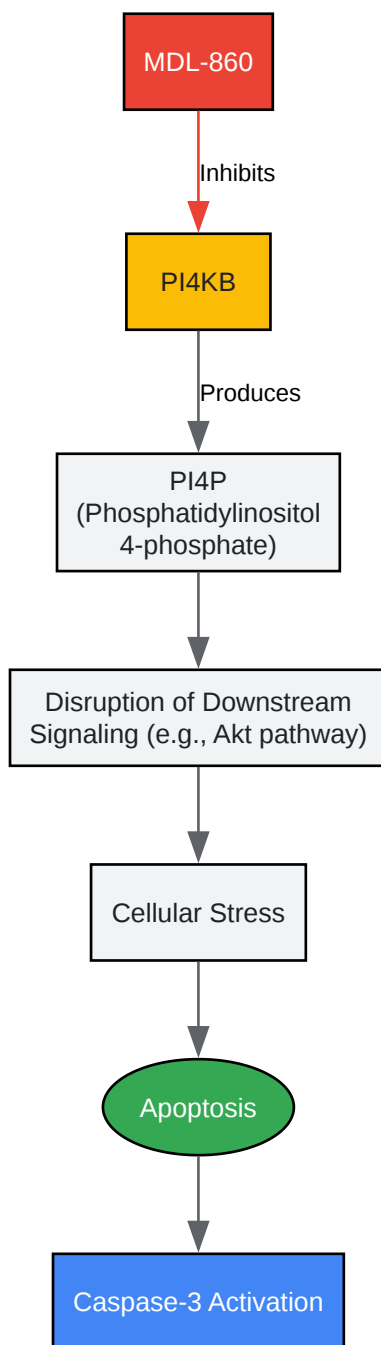 MDL-860
Inhibits
PI4KB
Produces
PI4P
(Phosphatidylinositol
4-phosphate)
Disruption of Downstream
Signaling (e.g., Akt pathway)
Cellular Stress
Apoptosis
Caspase-3 Activation